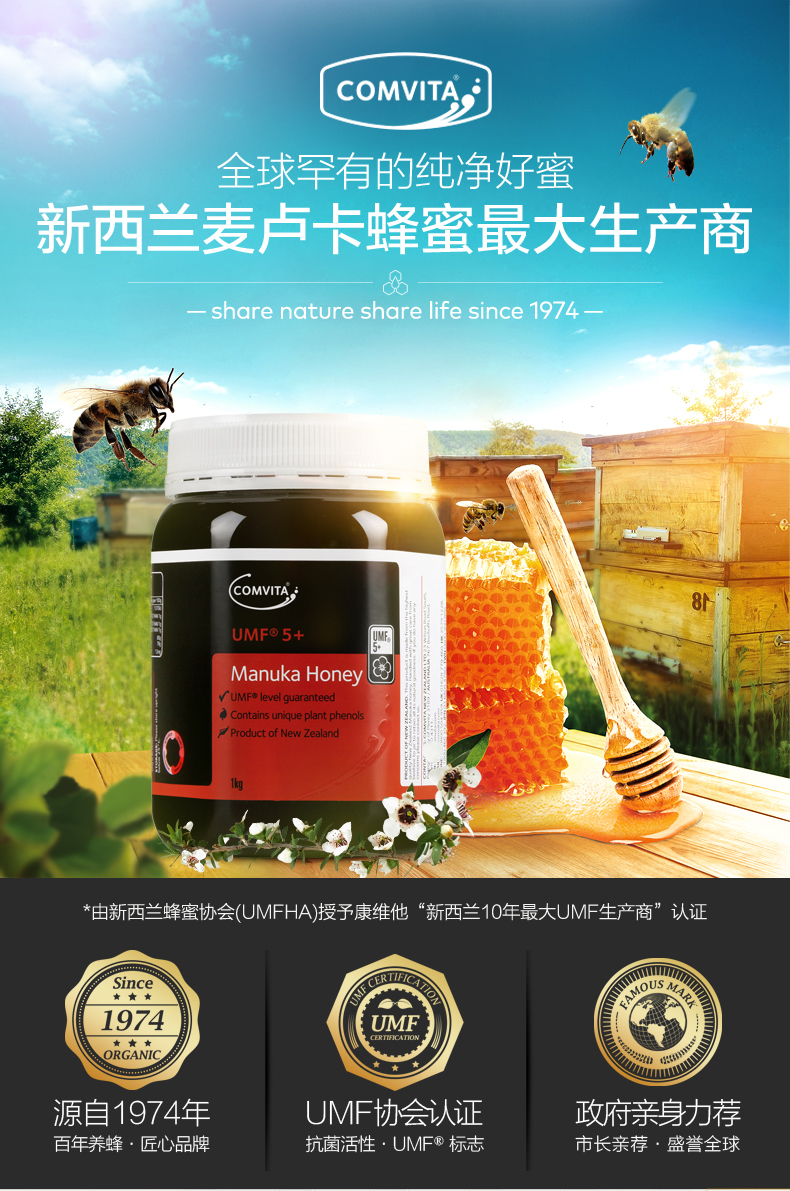 COMVITA®
全球罕有的纯净好蜜
新西兰麦卢卡蜂蜜最大生产商
— share nature share life since 1974 —
COMVITA®
UMF® 5+
UMF®
5+
Manuka Honey
UMF® level guaranteed
Contains unique plant phenols
Product of New Zealand
1kg
18
*由新西兰蜂蜜协会(UMFHA)授予康维他“新西兰10年最大UMF生产商”认证
Since
1974
ORGANIC
UMF CERTIFICATION
UMF
CERTIFICATION
FAMOUS MARK
源自1974年
百年养蜂·匠心品牌
UMF协会认证
抗菌活性·UMF® 标志
政府亲身力荐
市长亲荐·盛誉全球